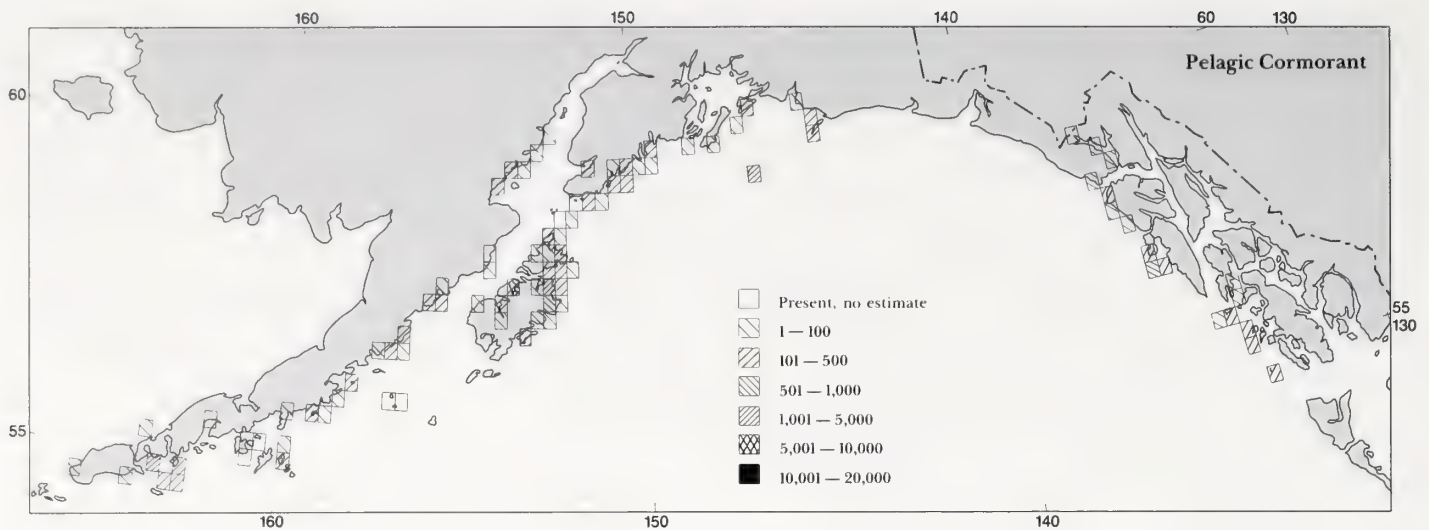 160 150 140 60 130
Pelagic Cormorant
60
55
130
55
Present, no estimate
1 — 100
101 — 500
501 — 1,000
1,001 — 5,000
5,001 — 10,000
10,001 — 20,000
160 150 140